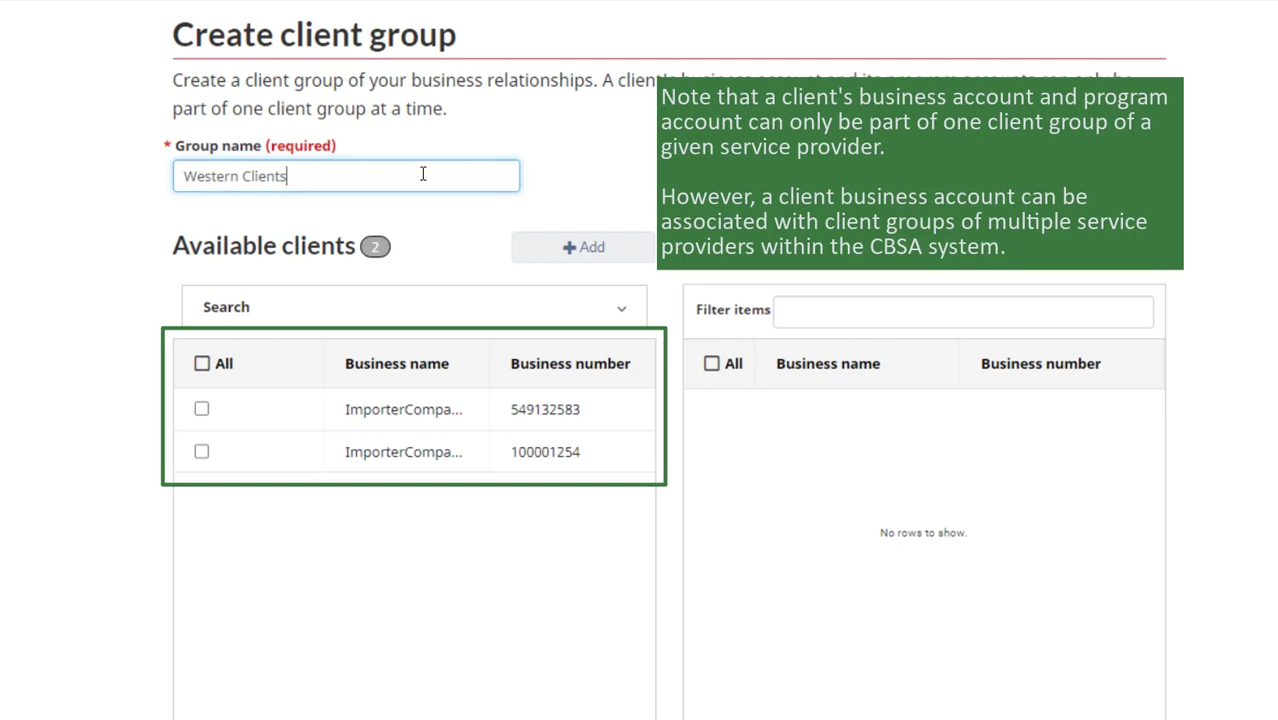 Create client group
Create a client group of your business relationships. A client's
part of one client group at a time.
Note that a client's business account and program
account can only be part of one client group of a
given service provider.
However, a client business account can be
associated with client groups of multiple service
providers within the CBSA system.
* Group name (required)
Western Clients
Available clients 2
Add
Search
Filter items
All Business name Business number
ImporterCompa... 549132583
ImporterCompa... 100001254
All Business name Business number
No rows to show.